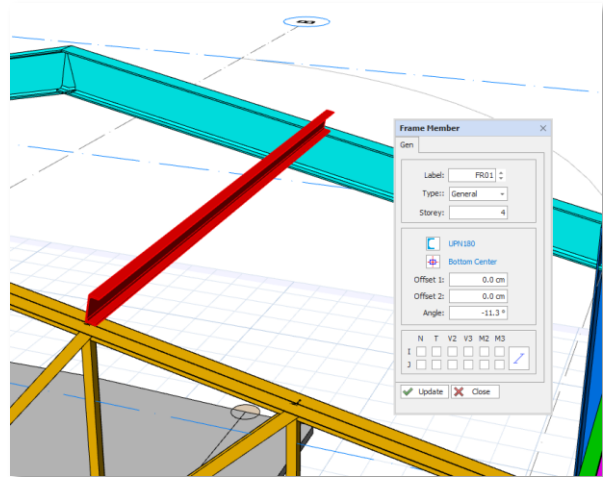 Frame Member
Gen
Label: FR01
Type:: General
Storey: 4
UPN180
Bottom Center
Offset 1: 0.0 cm
Offset 2: 0.0 cm
Angle: -11.3 °
N T V2 V3 M2 M3
I
J
Update Close